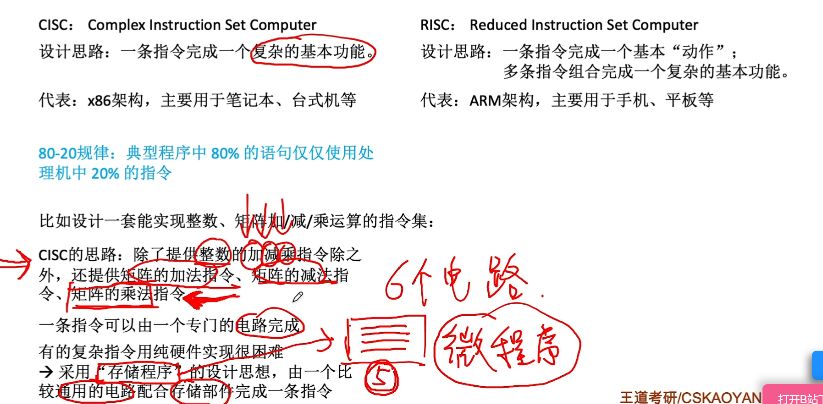 CISC： Complex Instruction Set Computer
设计思路：一条指令完成一个复杂的基本功能。
代表：x86架构，主要用于笔记本、台式机等
RISC： Reduced Instruction Set Computer
设计思路：一条指令完成一个基本“动作”；
多条指令组合完成一个复杂的基本功能。
代表：ARM架构，主要用于手机、平板等
80-20规律：典型程序中 80% 的语句仅仅使用处
理机中 20% 的指令
比如设计一套能实现整数、矩阵加/减/乘运算的指令集：
CISC的思路：除了提供整数的加减乘指令除之
外，还提供矩阵的加法指令、矩阵的减法指
令、矩阵的乘法指令
一条指令可以由一个专门的电路完成
有的复杂指令用纯硬件实现很困难
→ 采用“存储程序”的设计思想，由一个比
较通用的电路配合存储部件完成一条指令
6个电路.
微程序
5
王道考研/CSKAOYAN
打开B站